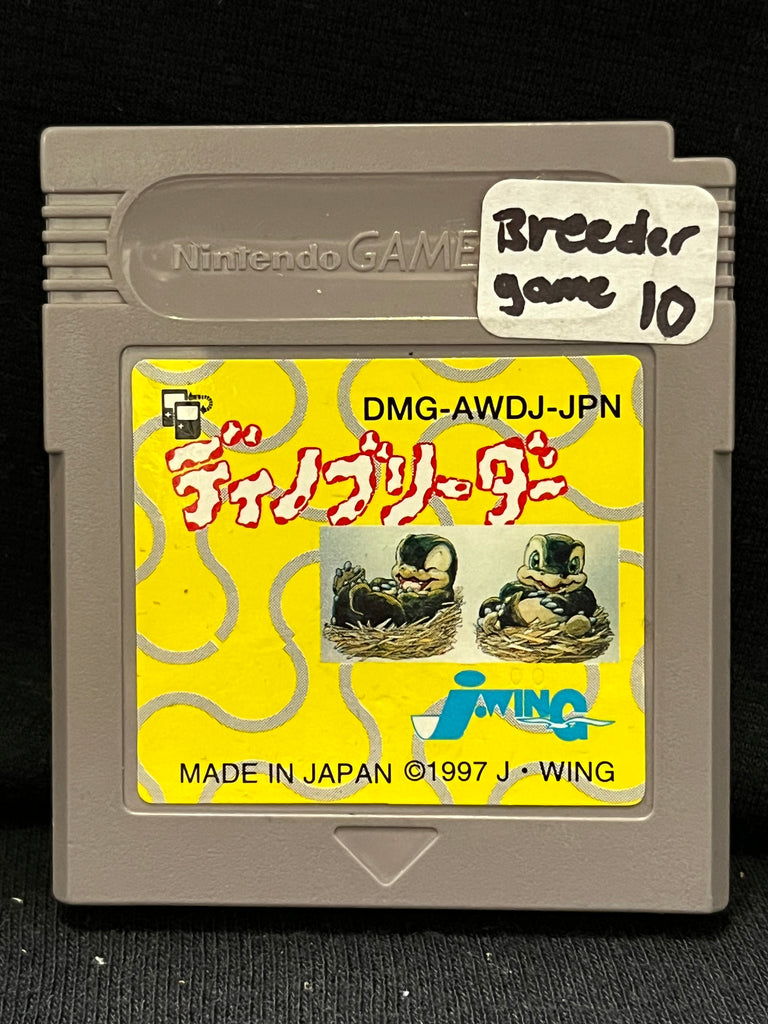 Nintendo GAME
Breeder
game 10
DMG-AWDJ-JPN
ディノブリーダー
J.WING
MADE IN JAPAN ©1997 J・WING